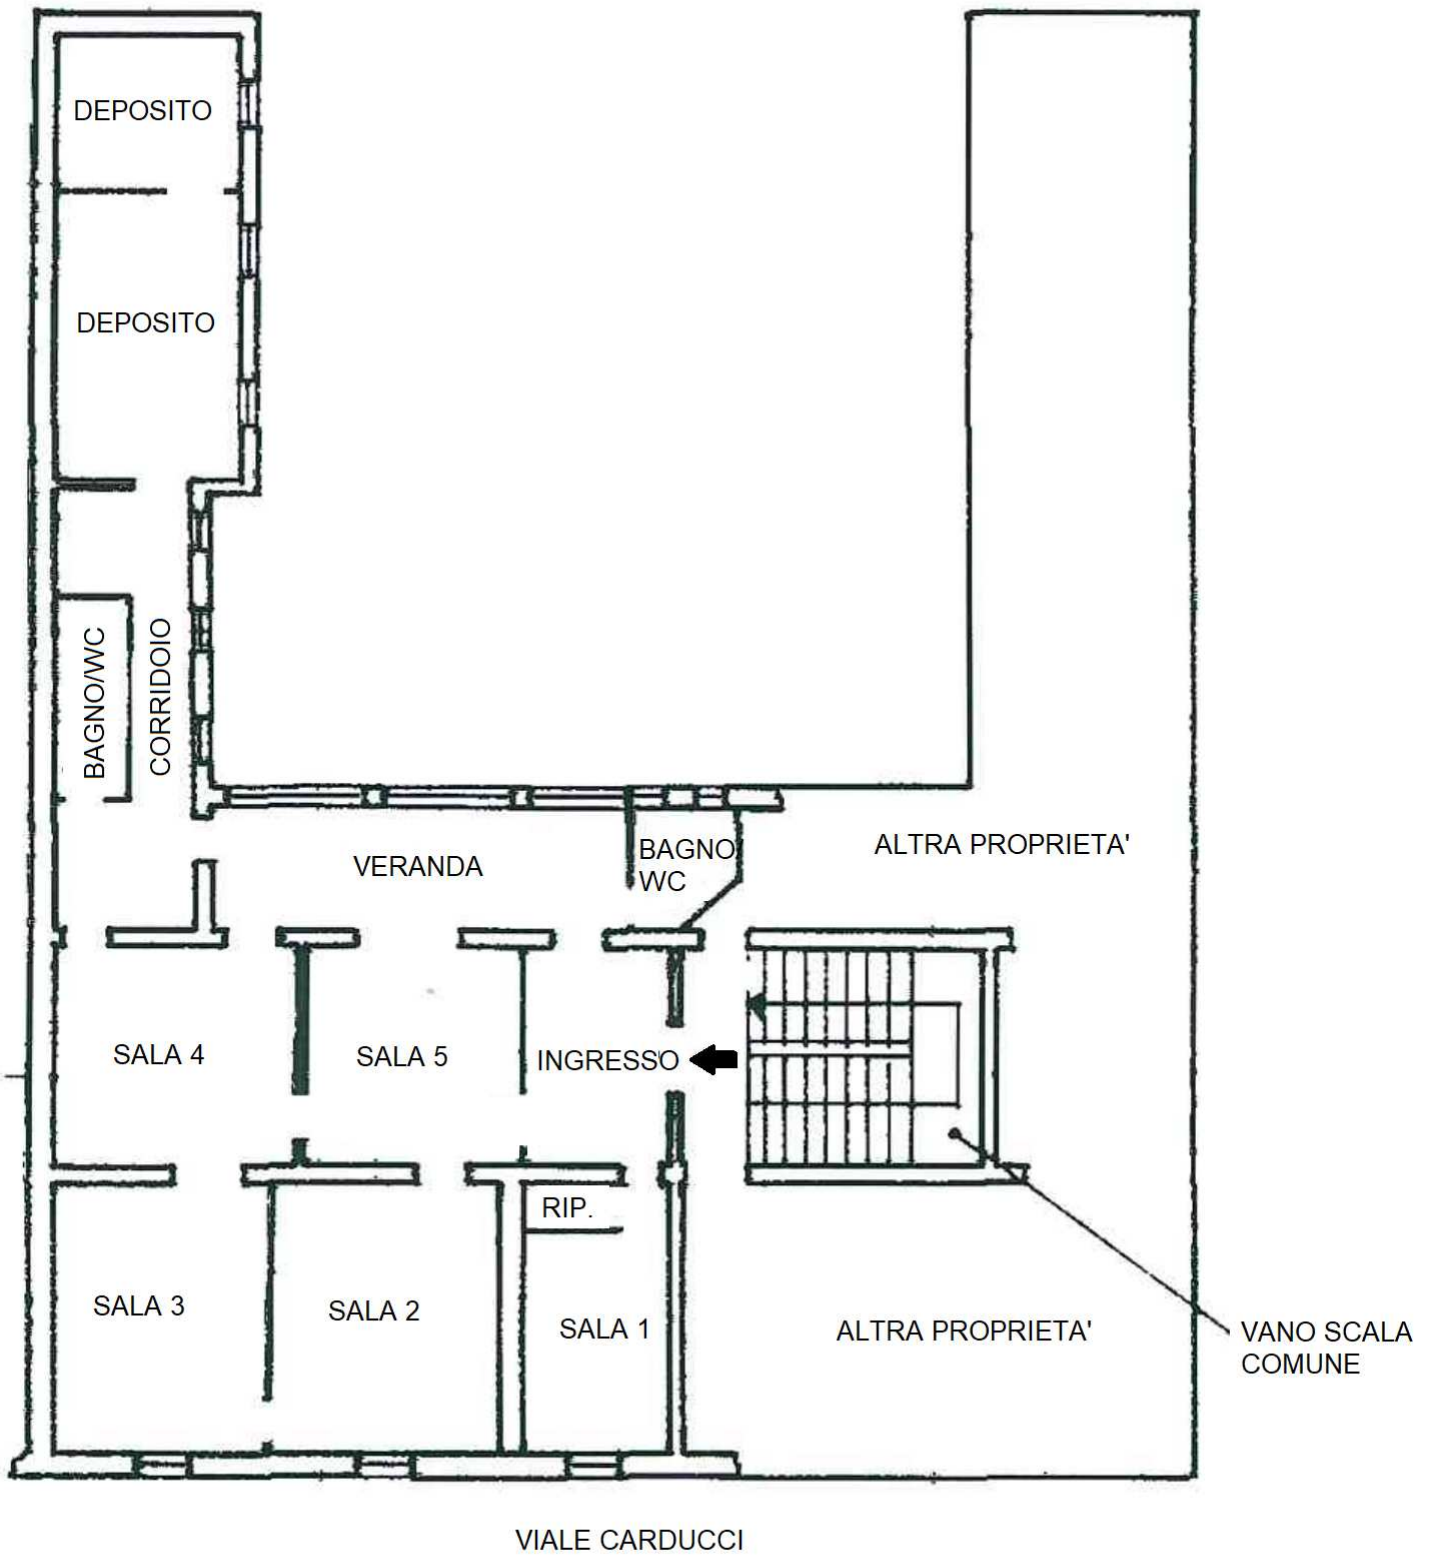 DEPOSITO
DEPOSITO
BAGNO/WC
CORRIDOIO
VERANDA
BAGNO
WC
ALTRA PROPRIETA'
SALA 4
SALA 5
INGRESSO
RIP.
SALA 3
SALA 2
SALA 1
ALTRA PROPRIETA'
VANO SCALA
COMUNE
VIALE CARDUCCI